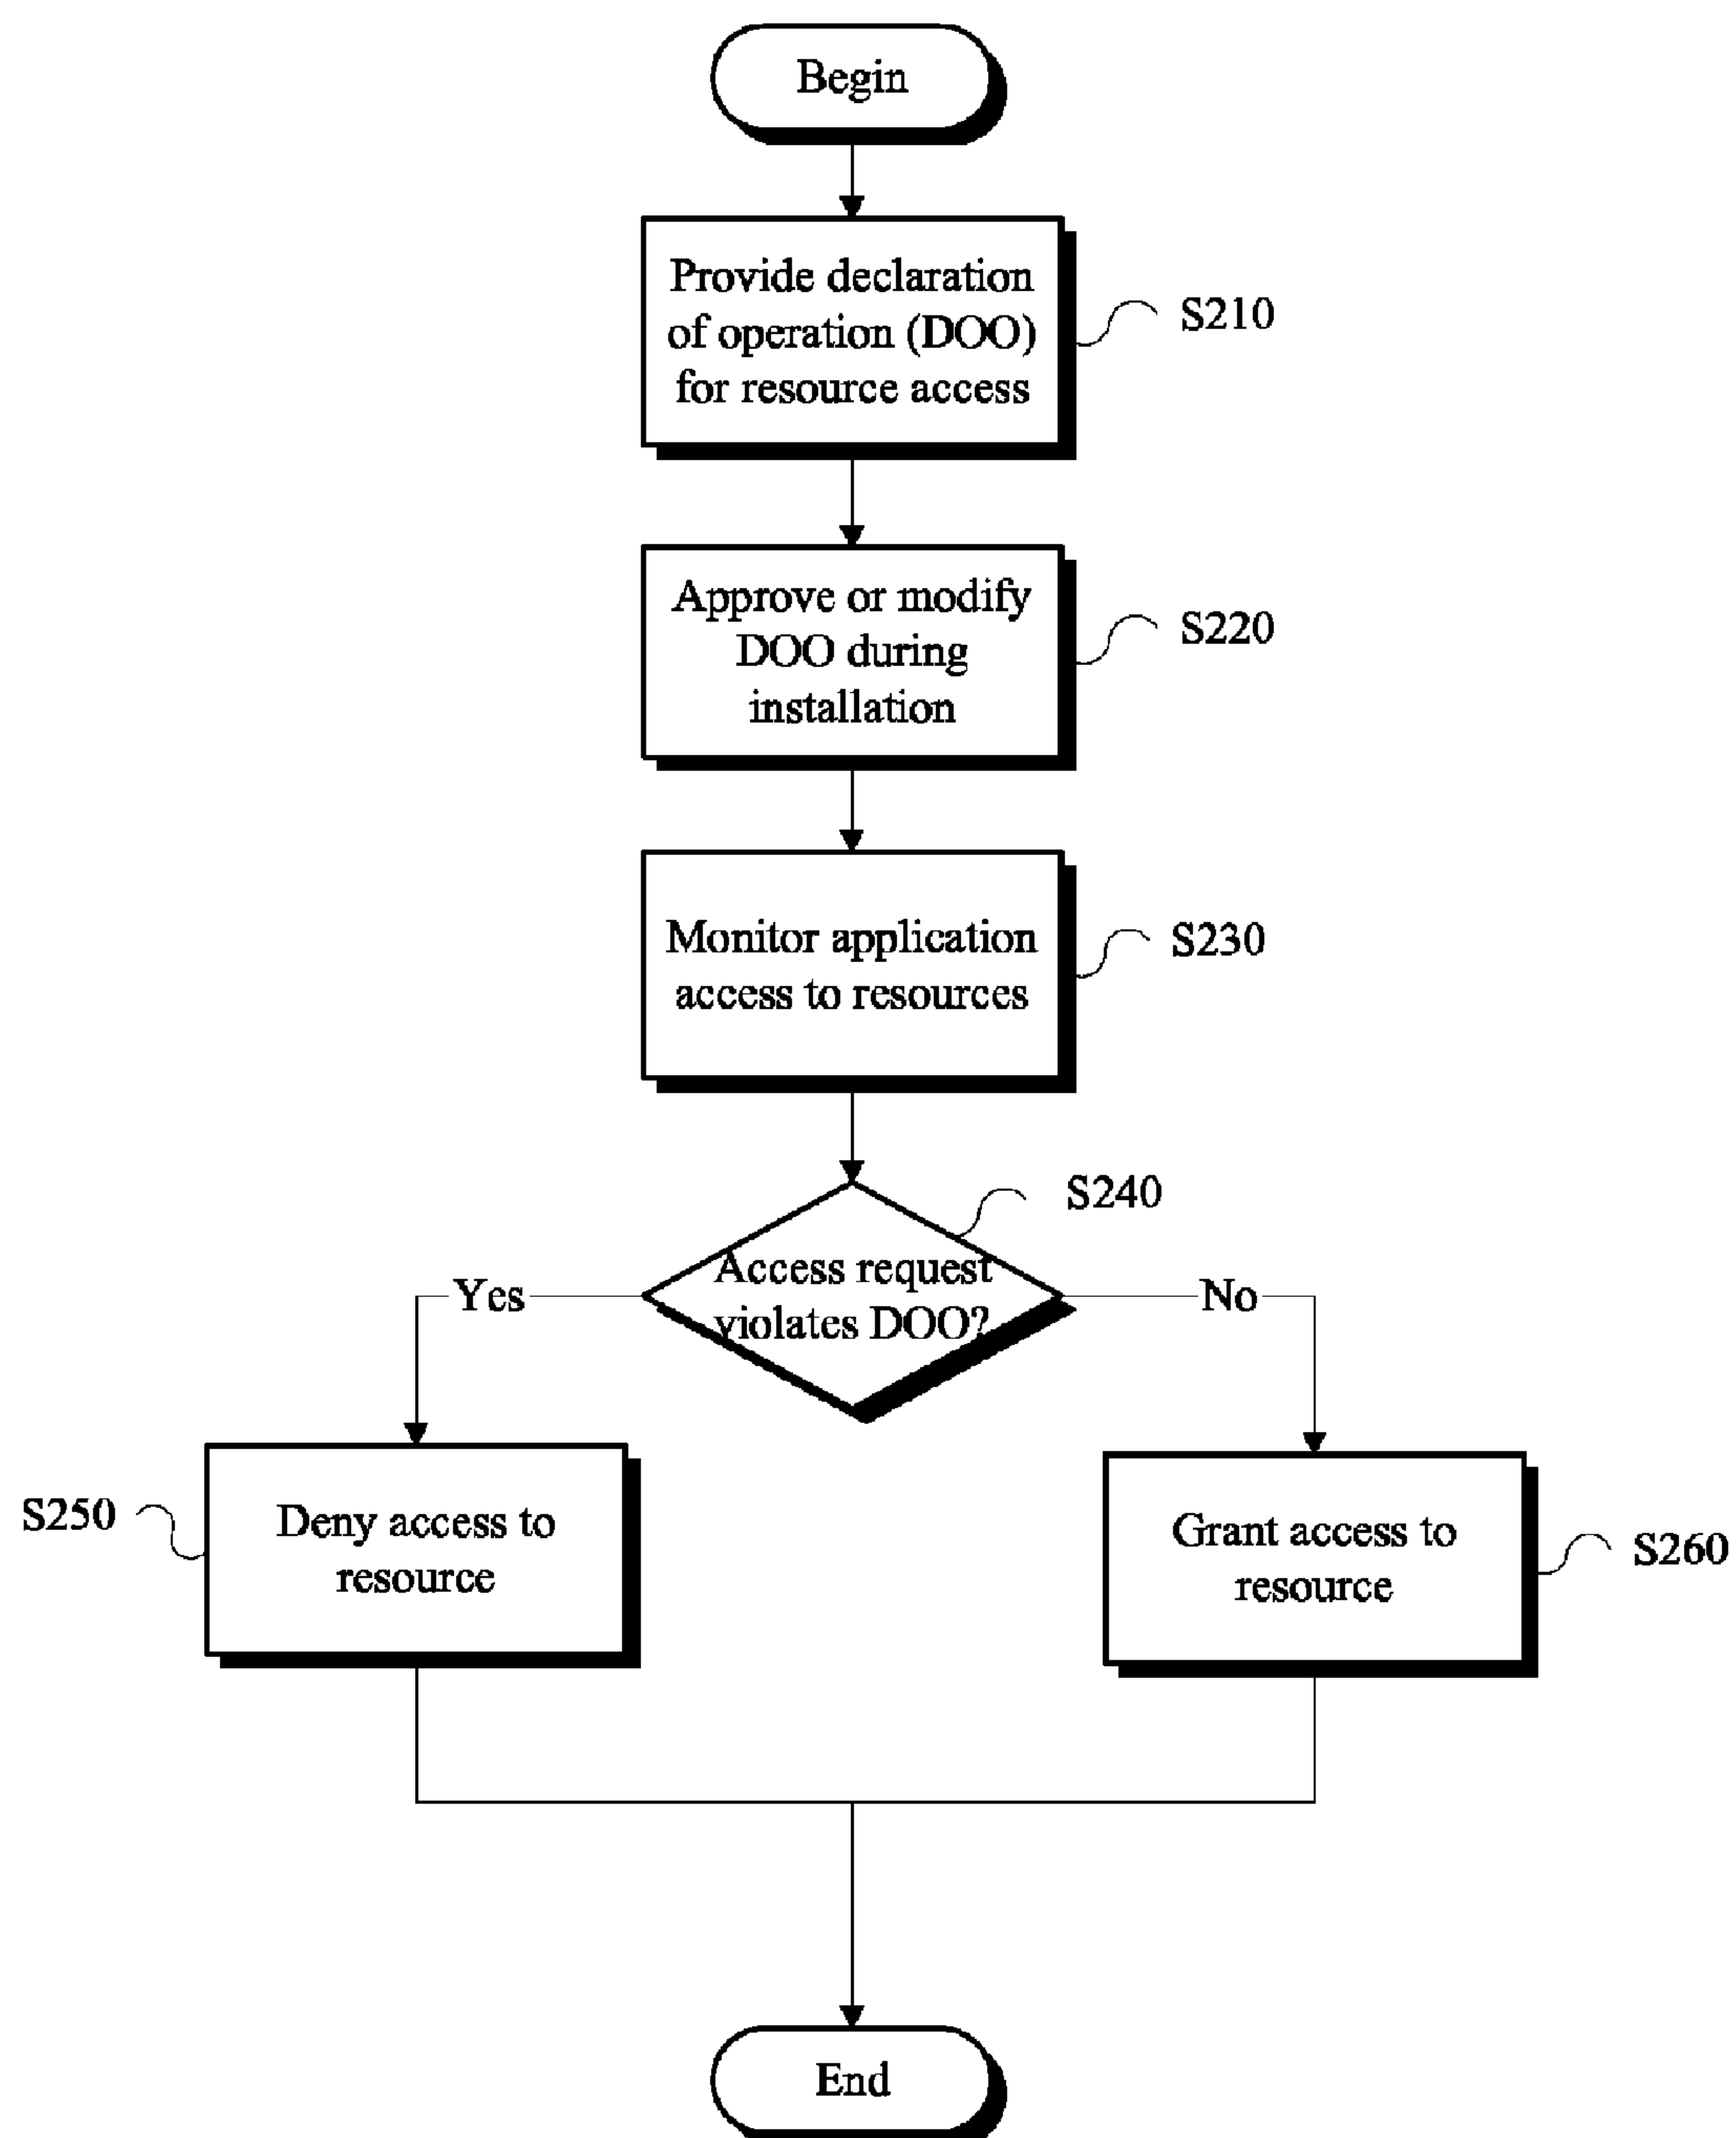 Begin
Provide declaration
of operation (DOO)
for resource access
S210
Approve or modify
DOO during
installation
S220
Monitor application
access to resources
S230
S240
Access request
violates DOO?
Yes
No
S250
Deny access to
resource
Grant access to
resource
S260
End